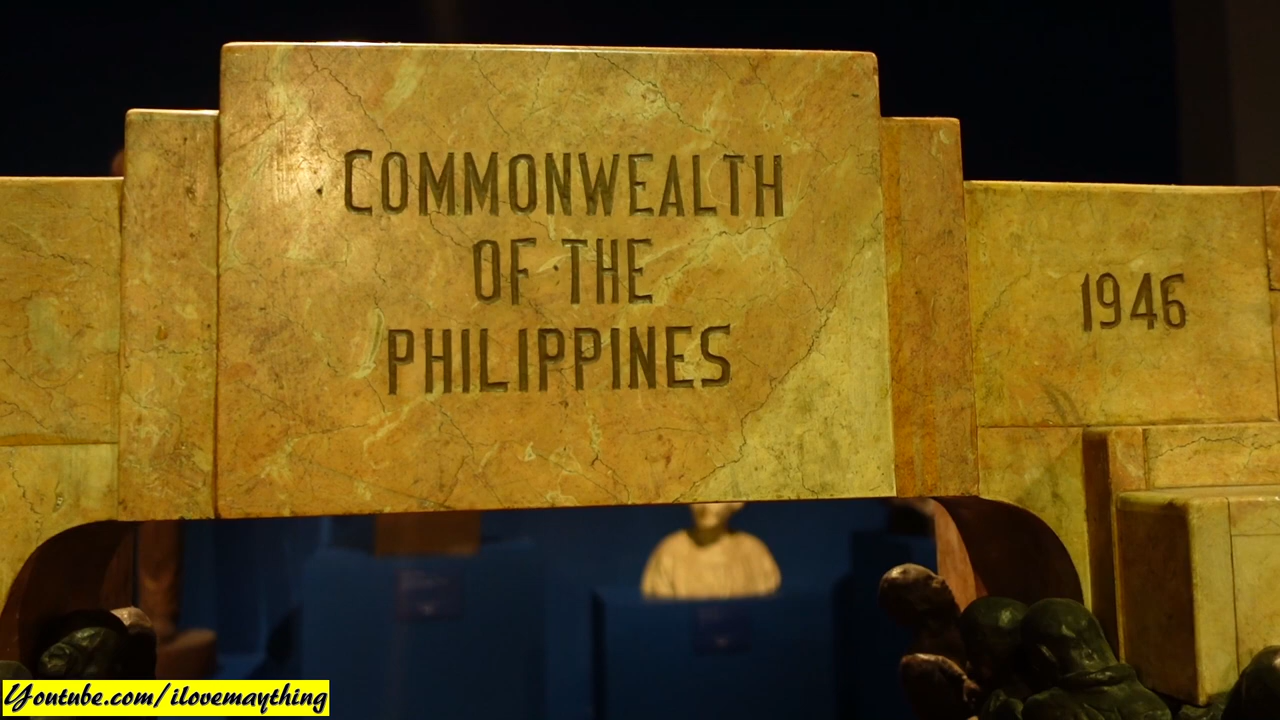 COMMONWEALTH
OF THE
PHILIPPINES
1946
Youtube.com/ilovemaything